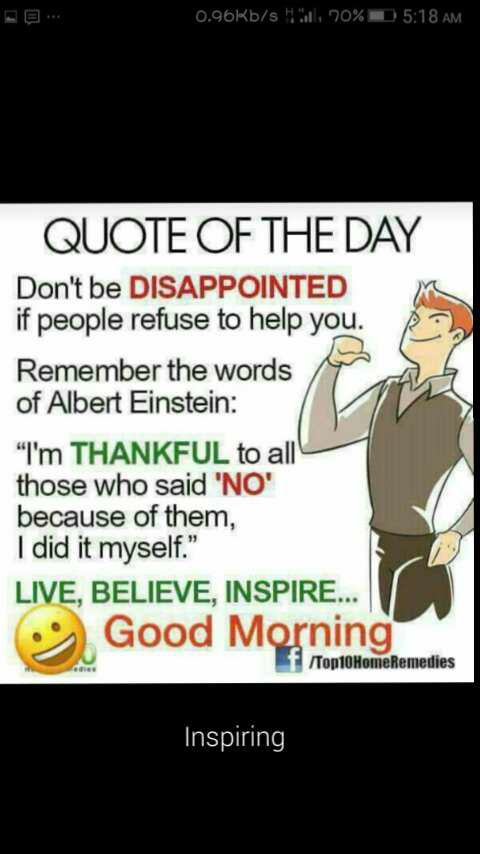 0.96Kb/s H 70% 5:18 AM
QUOTE OF THE DAY
Don't be DISAPPOINTED
if people refuse to help you.
Remember the words
of Albert Einstein:
“I'm THANKFUL to all
those who said 'NO'
because of them,
I did it myself.”
LIVE, BELIEVE, INSPIRE...
Good Morning
f /Top10HomeRemedies
Inspiring